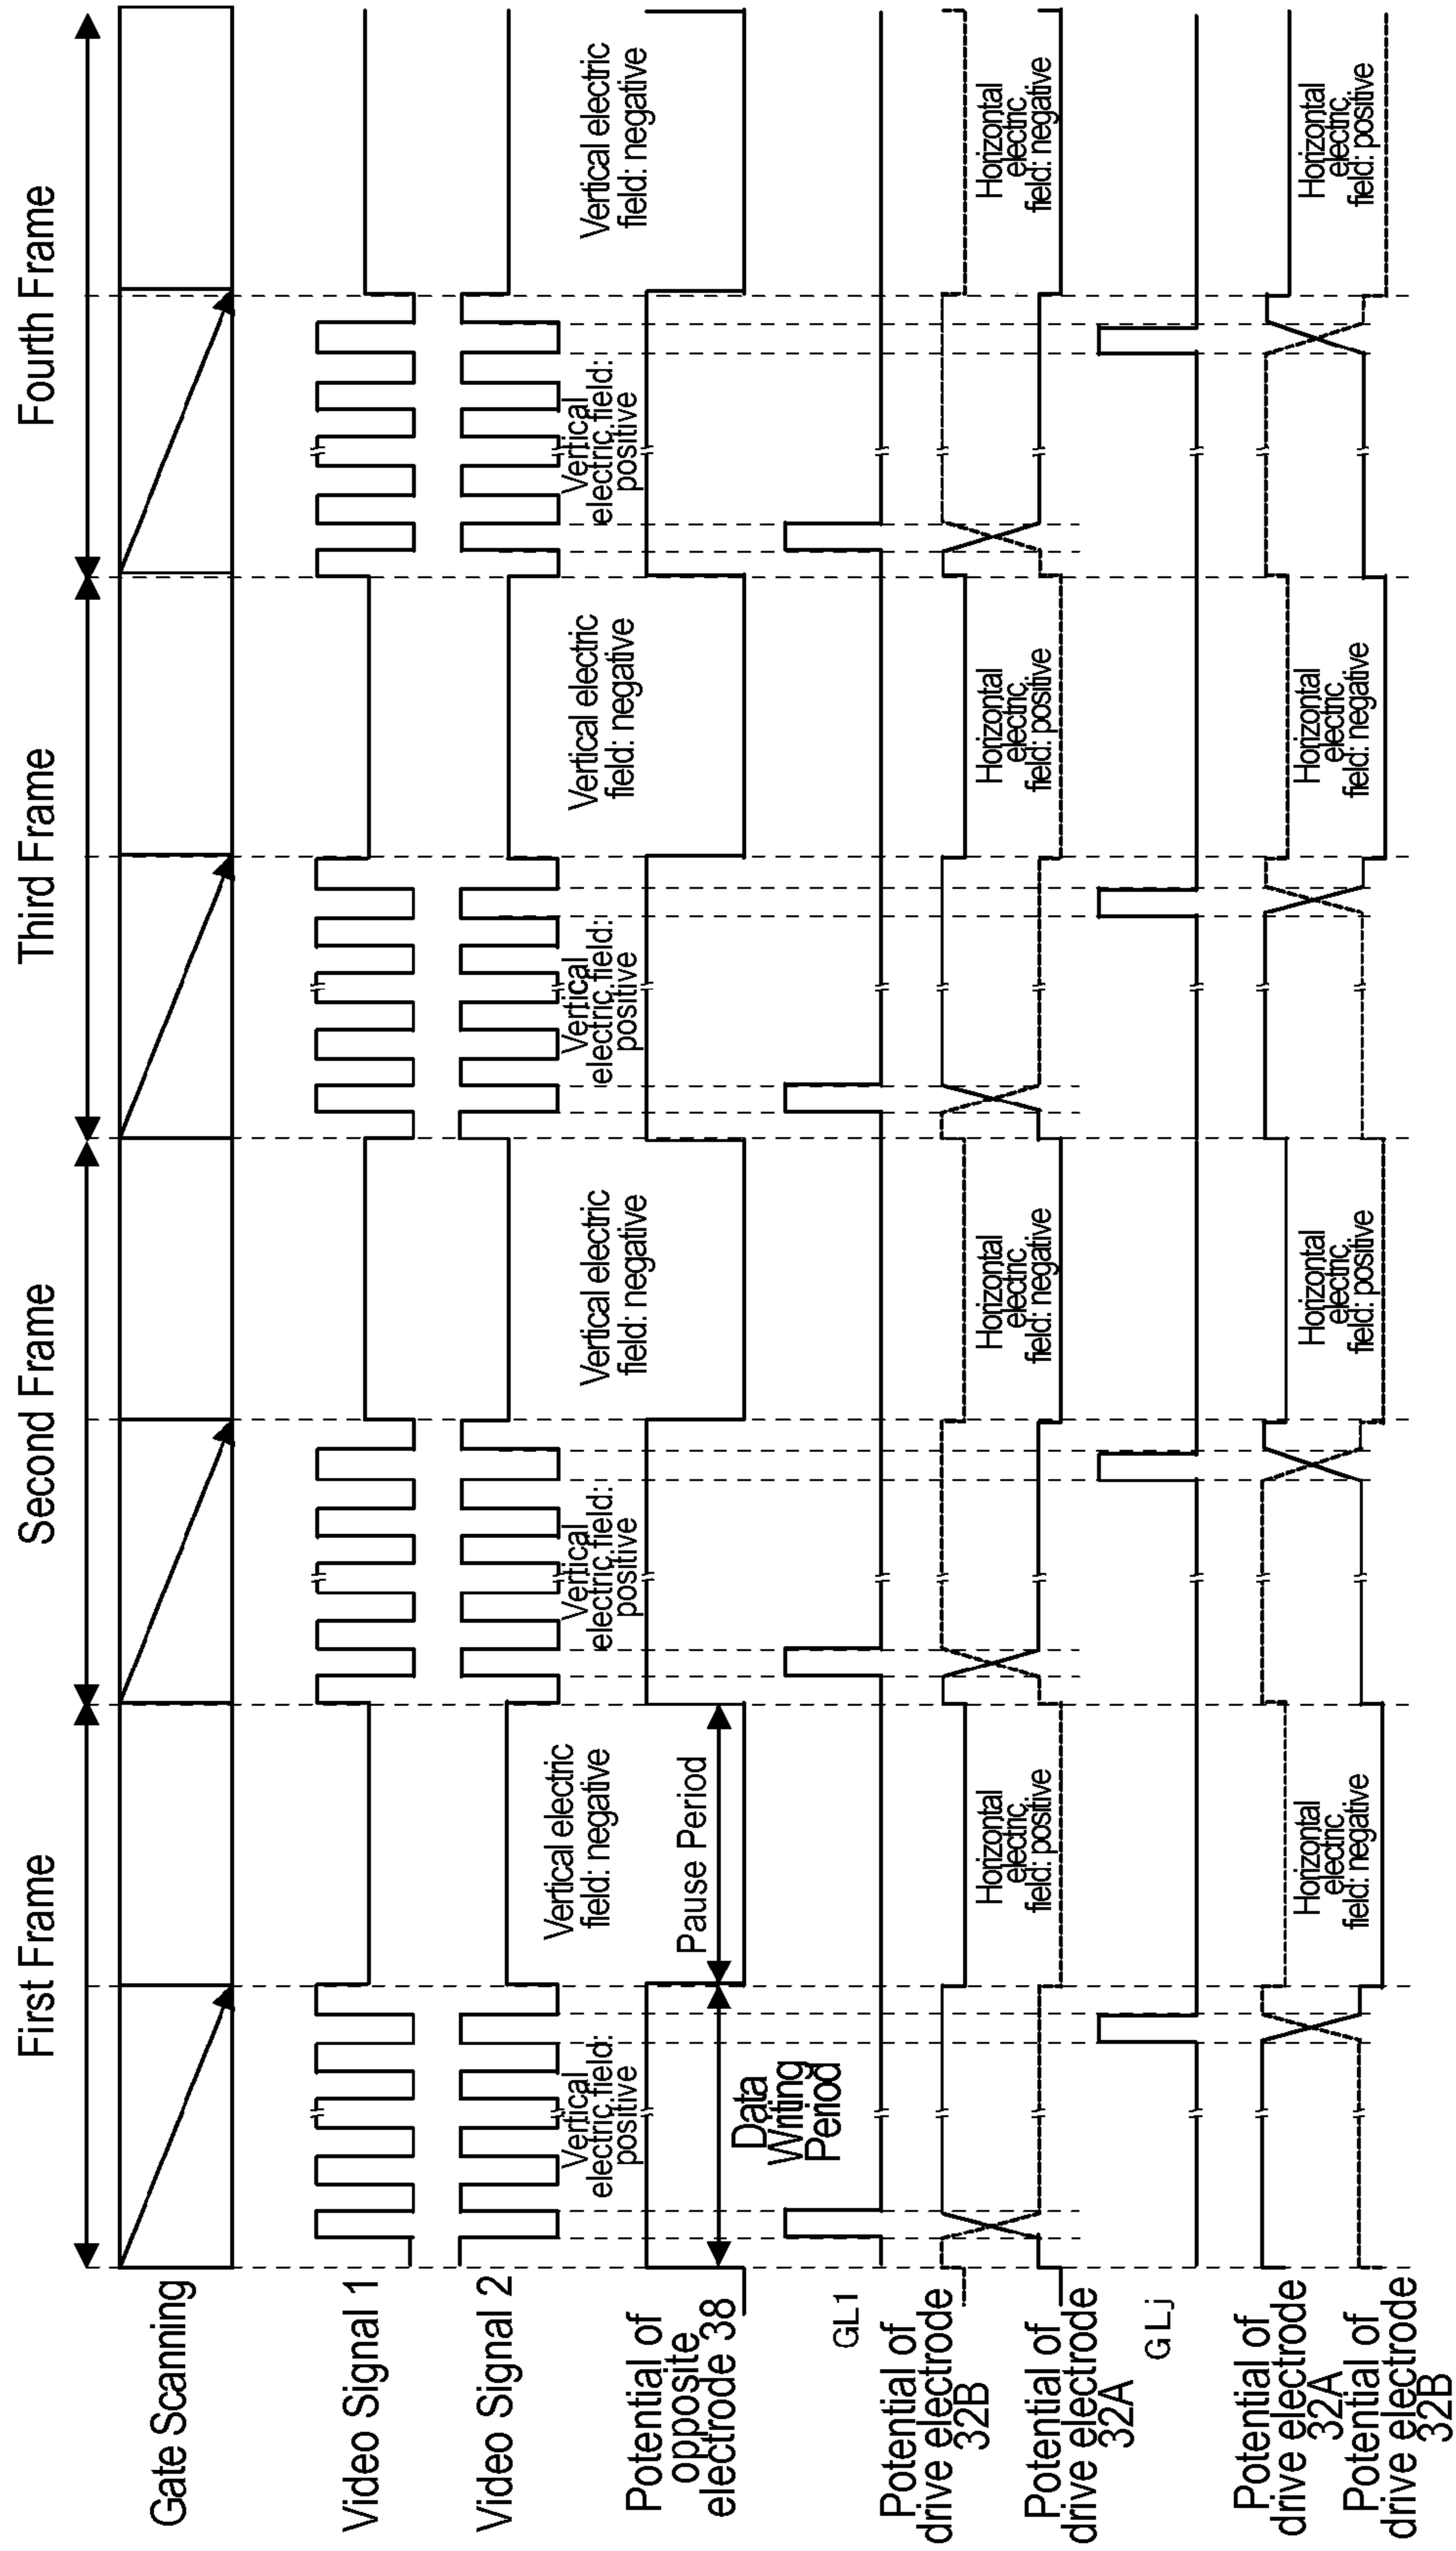 First Frame
Second Frame
Third Frame
Fourth Frame
Gate Scanning
Video Signal 1
Video Signal 2
Vertical
electric field:
positive
Vertical electric
field: negative
Vertical
electric field:
positive
Vertical electric
field: negative
Vertical
electric field:
positive
Vertical electric
field: negative
Vertical
electric field:
positive
Vertical electric
field: negative
Potential of
opposite
electrode 38
Data
Writing
Period
Pause Period
GL1
Potential of
drive electrode
32B
Horizontal
electric
field: positive
Horizontal
electric
field: negative
Horizontal
electric
field: positive
Horizontal
electric
field: negative
Potential of
drive electrode
32A
GLj
Potential of
drive electrode
32A
Horizontal
electric
field: negative
Horizontal
electric
field: positive
Horizontal
electric
field: negative
Horizontal
electric
field: positive
Potential of
drive electrode
32B